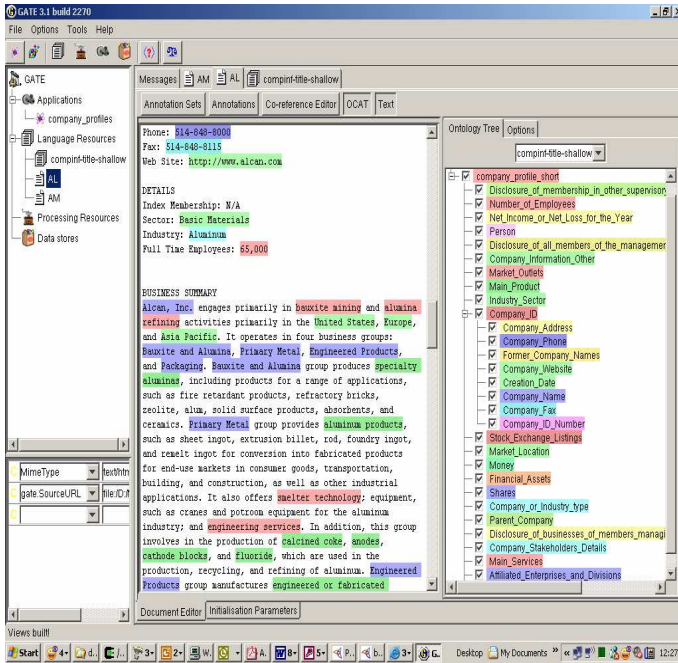 GATE 3.1 build 2270
File Options Tools Help
GATE
Applications
company_profiles
Language Resources
compinf-title-shallow
AL
AM
Processing Resources
Data stores
MimeType
gate.SourceURL
Messages AM AL compinf-title-shallow
Annotation Sets Annotations Co-reference Editor OCAT Text
Phone: 514-848-8000
Fax: 514-848-8115
Web Site: http://www.alcan.com
DETAILS
Index Membership: N/A
Sector: Basic Materials
Industry: Aluminum
Full Time Employees: 65,000
BUSINESS SUMMARY
Alcan, Inc. engages primarily in bauxite mining and alumina
refining activities primarily in the United States, Europe,
and Asia Pacific. It operates in four business groups:
Bauxite and Alumina, Primary Metal, Engineered Products,
and Packaging. Bauxite and Alumina group produces specialty
aluminas, including products for a range of applications,
such as fire retardant products, refractory bricks,
zeolite, alum, solid surface products, absorbents, and
ceramics. Primary Metal group provides aluminum products,
such as sheet ingot, extrusion billet, rod, foundry ingot,
and remelt ingot for conversion into fabricated products
for end-use markets in consumer goods, transportation,
building, and construction, as well as other industrial
applications. It also offers smelter technology; equipment,
such as cranes and potroom equipment for the aluminum
industry; and engineering services. In addition, this group
involves in the production of calcined coke, anodes,
cathode blocks, and fluoride, which are used in the
production, recycling, and refining of aluminum. Engineered
Products group manufactures engineered or fabricated
Document Editor Initialisation Parameters
Ontology Tree Options
compinf-title-shallow
company_profile_short
Disclosure_of_membership_in_other_supervisory
Number_of_Employees
Net_Income_or_Net_Loss_for_the_Year
Person
Disclosure_of_all_members_of_the_managemer
Company_Information_Other
Market_Outlets
Main_Product
Industry_Sector
Company_ID
Company_Address
Company_Phone
Former_Company_Names
Company_Website
Creation_Date
Company_Name
Company_Fax
Company_ID_Number
Stock_Exchange_Listings
Market_Location
Money
Financial_Assets
Shares
Company_or_Industry_type
Parent_Company
Disclosure_of_businesses_of_members_managi
Company_Stakeholders_Details
Main_Services
Affiliated_Enterprises_and_Divisions
Views built!
Start 4 d.. E/.. 3 2 W. A. 8 5 P.. b.. 3 G.. Desktop My Documents » « 12:27